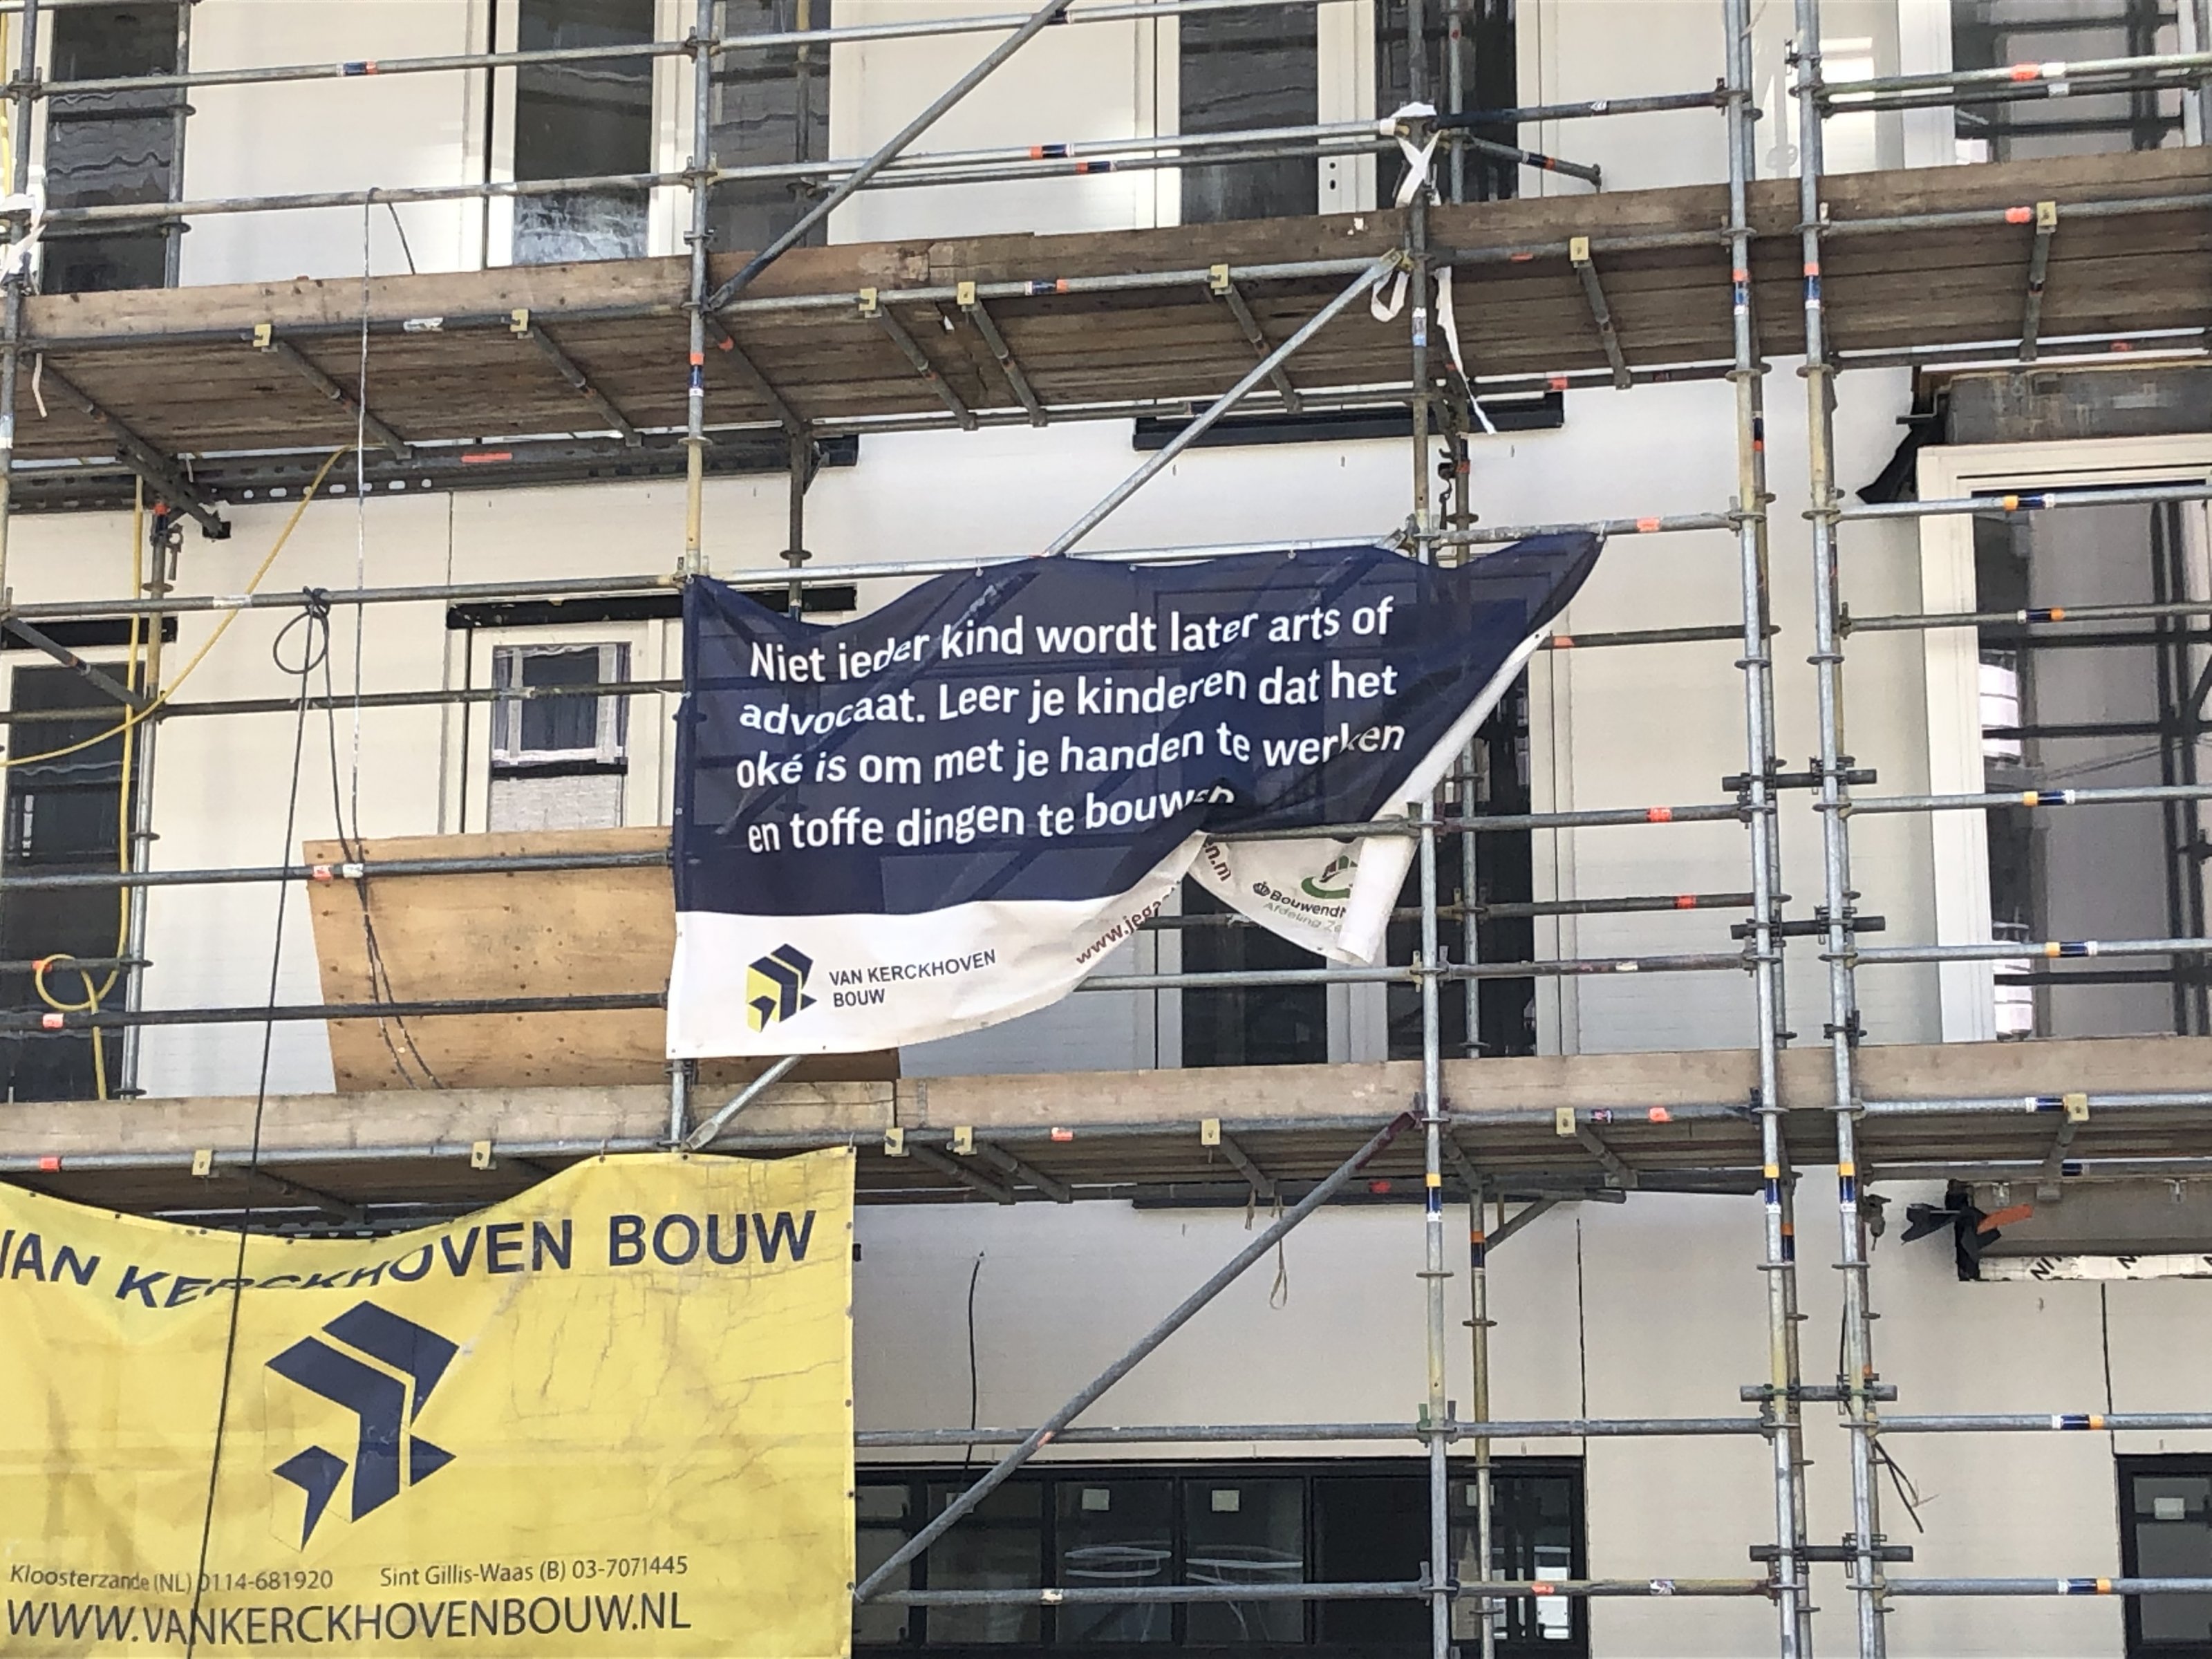 Niet ieder kind wordt later arts of
advocaat. Leer je kinderen dat het
oké is om met je handen te werken
en toffe dingen te bouwen
VAN KERCKHOVEN
BOUW
VAN KERCKHOVEN BOUW
Kloosterzande (NL) 0114-681920 Sint Gillis-Waas (B) 03-7071445
WWW.VANKERCKHOVENBOUW.NL